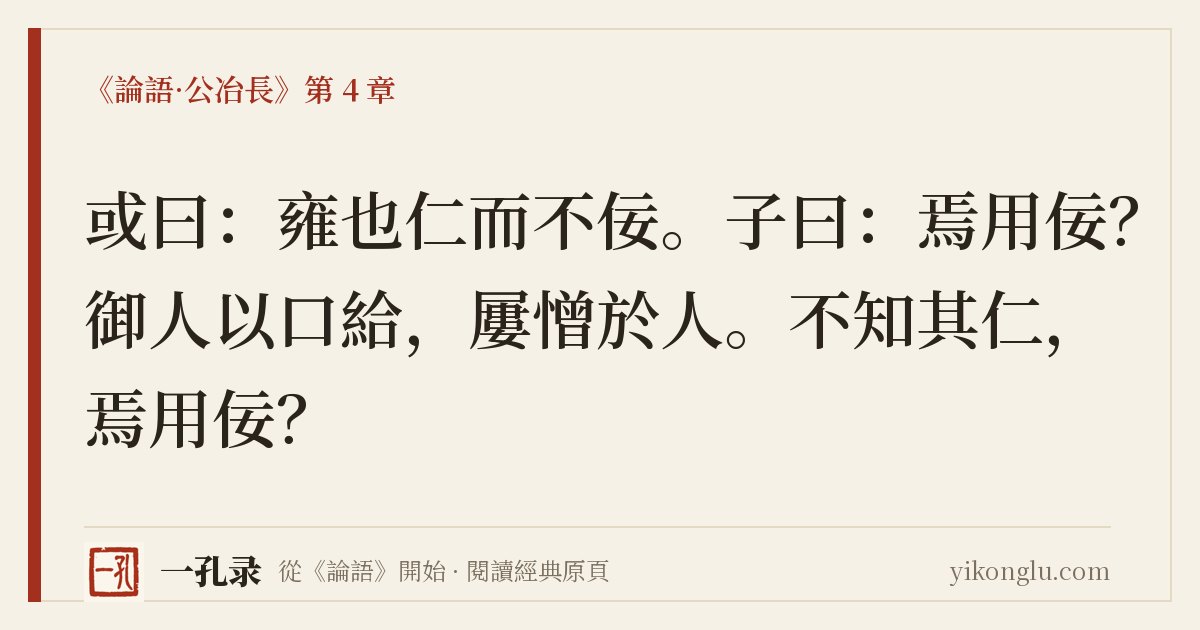 《論語·公冶長》第 4 章
或曰：雍也仁而不佞。子曰：焉用佞？
御人以口給，屢憎於人。不知其仁，
焉用佞？
一孔
一孔录 從《論語》開始 · 閱讀經典原頁 yikonglu.com